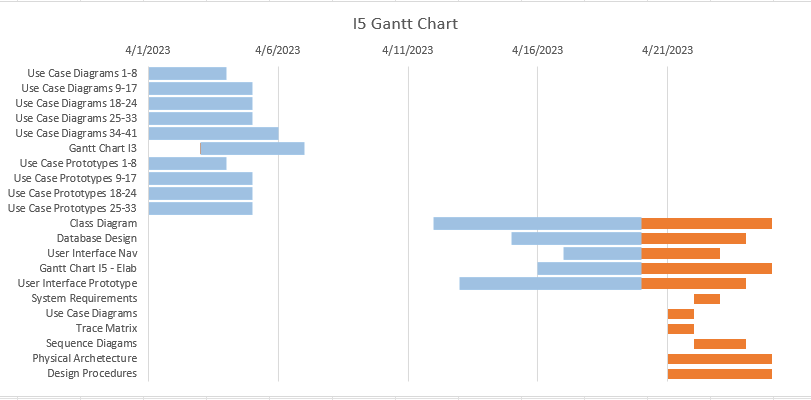 I5 Gantt Chart
4/1/2023 4/6/2023 4/11/2023 4/16/2023 4/21/2023
Use Case Diagrams 1-8
Use Case Diagrams 9-17
Use Case Diagrams 18-24
Use Case Diagrams 25-33
Use Case Diagrams 34-41
Gantt Chart I3
Use Case Prototypes 1-8
Use Case Prototypes 9-17
Use Case Prototypes 18-24
Use Case Prototypes 25-33
Class Diagram
Database Design
User Interface Nav
Gantt Chart I5 - Elab
User Interface Prototype
System Requirements
Use Case Diagrams
Trace Matrix
Sequence Diagams
Physical Archetecture
Design Procedures